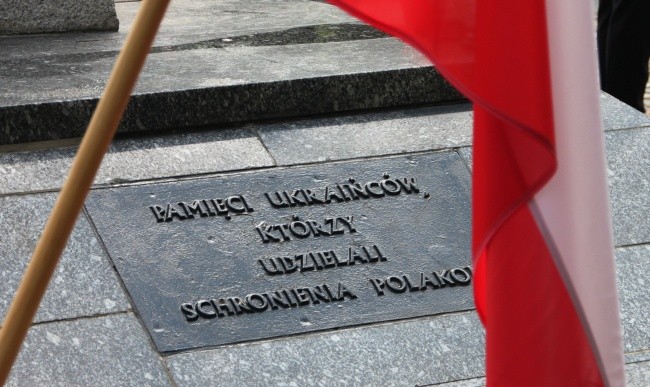 PAMIĘCI UKRAIŃCÓW,
KTÓRZY
UDZIELALI
SCHRONIENIA POLAKO